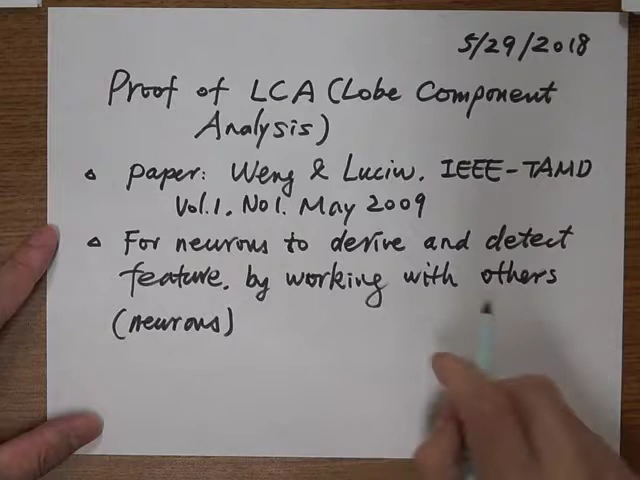 5/29/2018
Proof of LCA (Lobe Component
Analysis)
paper: Weng & Luciw. IEEE-TAMD
Vol.1. No1. May 2009
For neurons to derive and detect
feature. by working with others
(neurons)